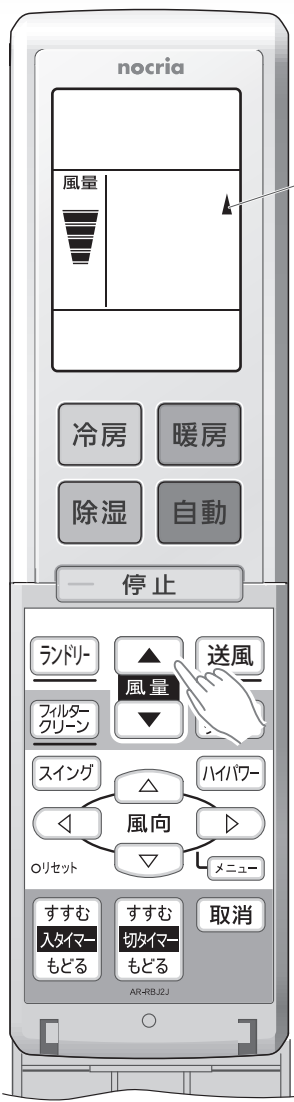 nocria
風量
冷房
暖房
除湿
自動
停止
ランドリー
送風
風量
フィルター
クリーン
スイング
ハイパワー
風向
リセット
メニュー
すすむ
入タイマー
もどる
すすむ
切タイマー
もどる
取消
AR-RBJ2J